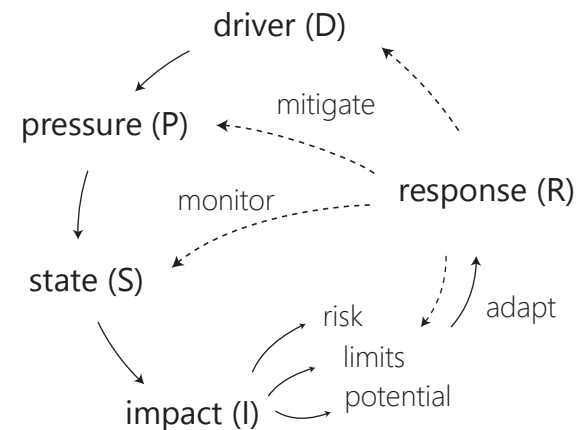 driver (D)
mitigate
pressure (P)
response (R)
monitor
state (S)
adapt
risk
limits
potential
impact (I)